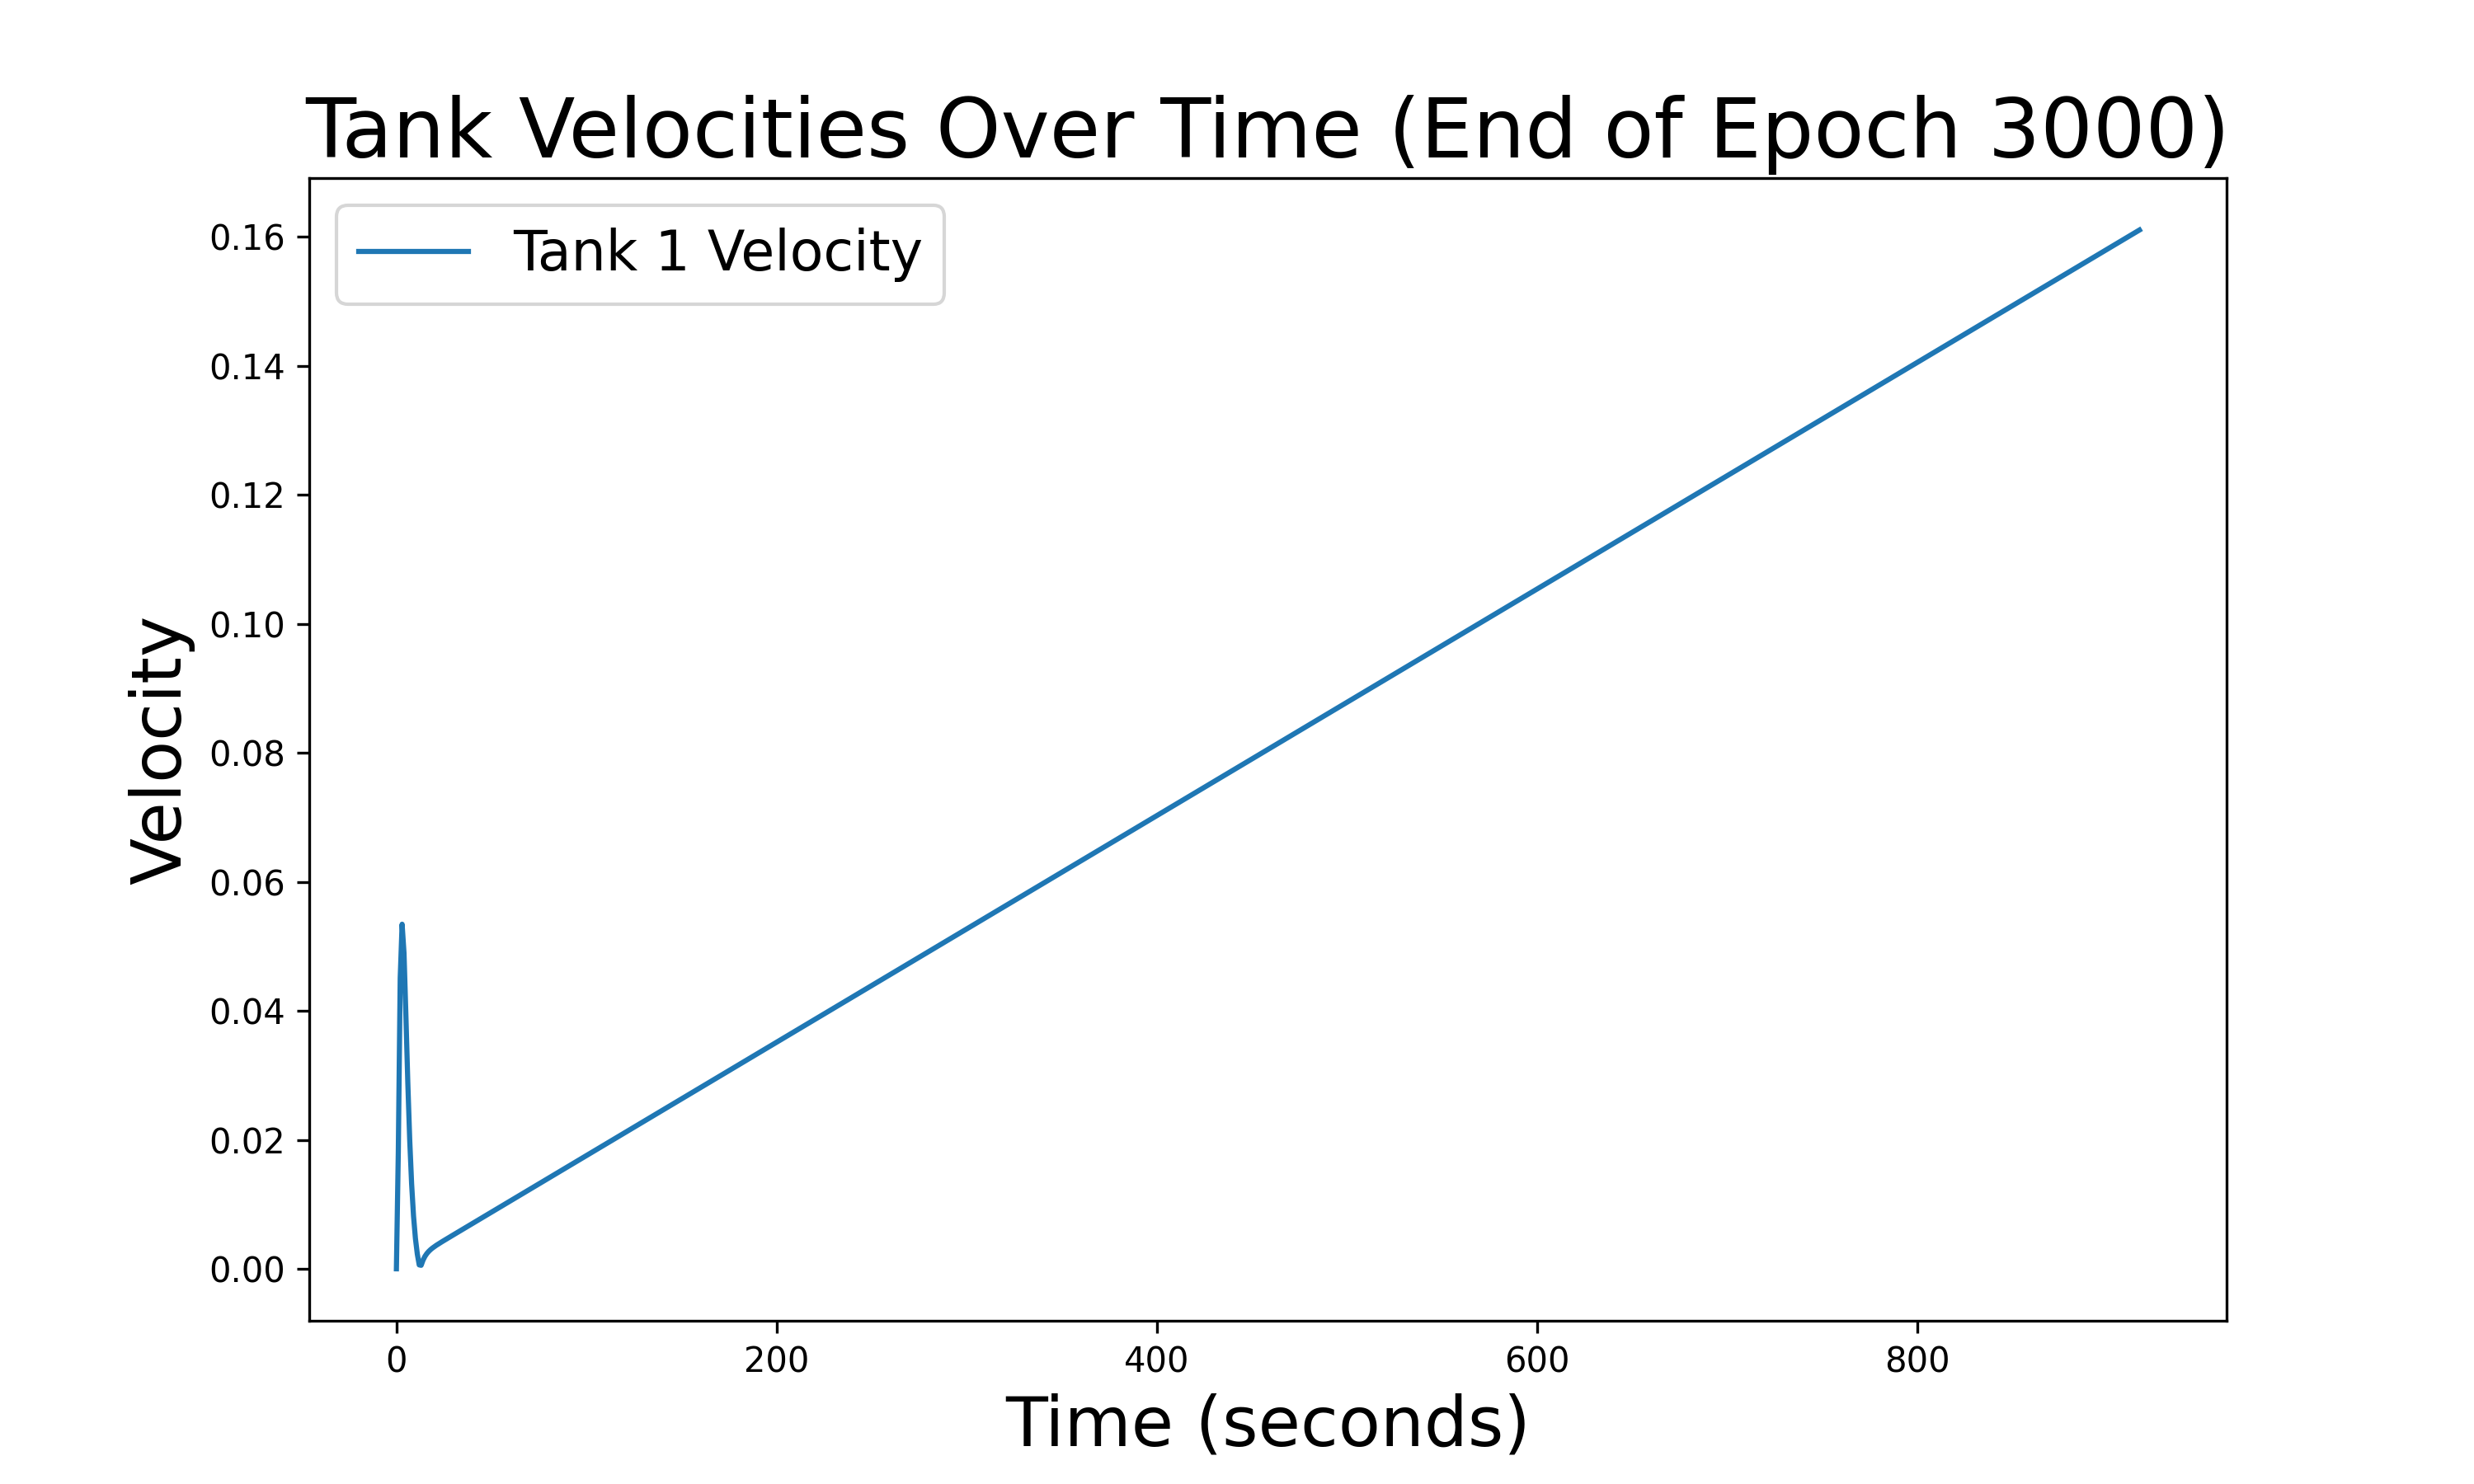 Tank Velocities Over Time (End of Epoch 3000)
Tank 1 Velocity
0.16
0.14
0.12
0.10
0.08
0.06
0.04
0.02
0.00
Velocity
0 200 400 600 800
Time (seconds)